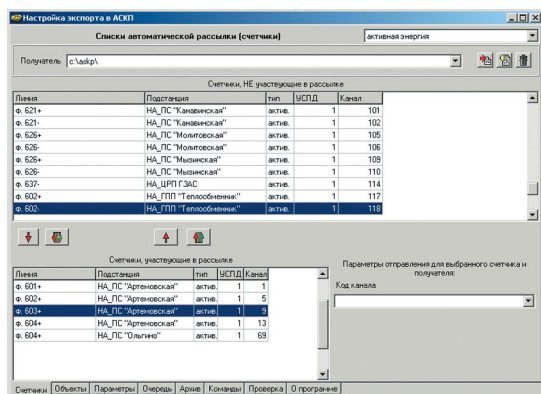 Настройка экспорта в АСКП
Списки автоматической рассылки (счетчики) активная энергия
Получатель c:\askp\
Счетчики, НЕ участвующие в рассылке
Линия Подстанция тип УСПД Канал
ф. 621+ НА_ПС "Канавинская" актив. 1 101
ф. 621- НА_ПС "Канавинская" актив. 1 102
ф. 626+ НА_ПС "Молитовская" актив. 1 105
ф. 626- НА_ПС "Молитовская" актив. 1 106
ф. 626+ НА_ПС "Мызинская" актив. 1 109
ф. 626- НА_ПС "Мызинская" актив. 1 110
ф. 637- НА_ЦРП ГЗАС актив. 1 114
ф. 602+ НА_ГПП "Теплообменник" актив. 1 117
ф. 602- НА_ГПП "Теплообменник" актив. 1 118
Счетчики, участвующие в рассылке
Линия Подстанция тип УСПД Канал
ф. 601+ НА_ПС "Артемовская" актив. 1 1
ф. 602+ НА_ПС "Артемовская" актив. 1 5
ф. 603+ НА_ПС "Артемовская" актив. 1 9
ф. 604+ НА_ПС "Артемовская" актив. 1 13
ф. 604+ НА_ПС "Ольгино" актив. 1 69
Параметры отправления для выбранного счетчика и
получателя:
Код канала
Счетчики Объекты Параметры Очередь Архив Команды Проверка О программе